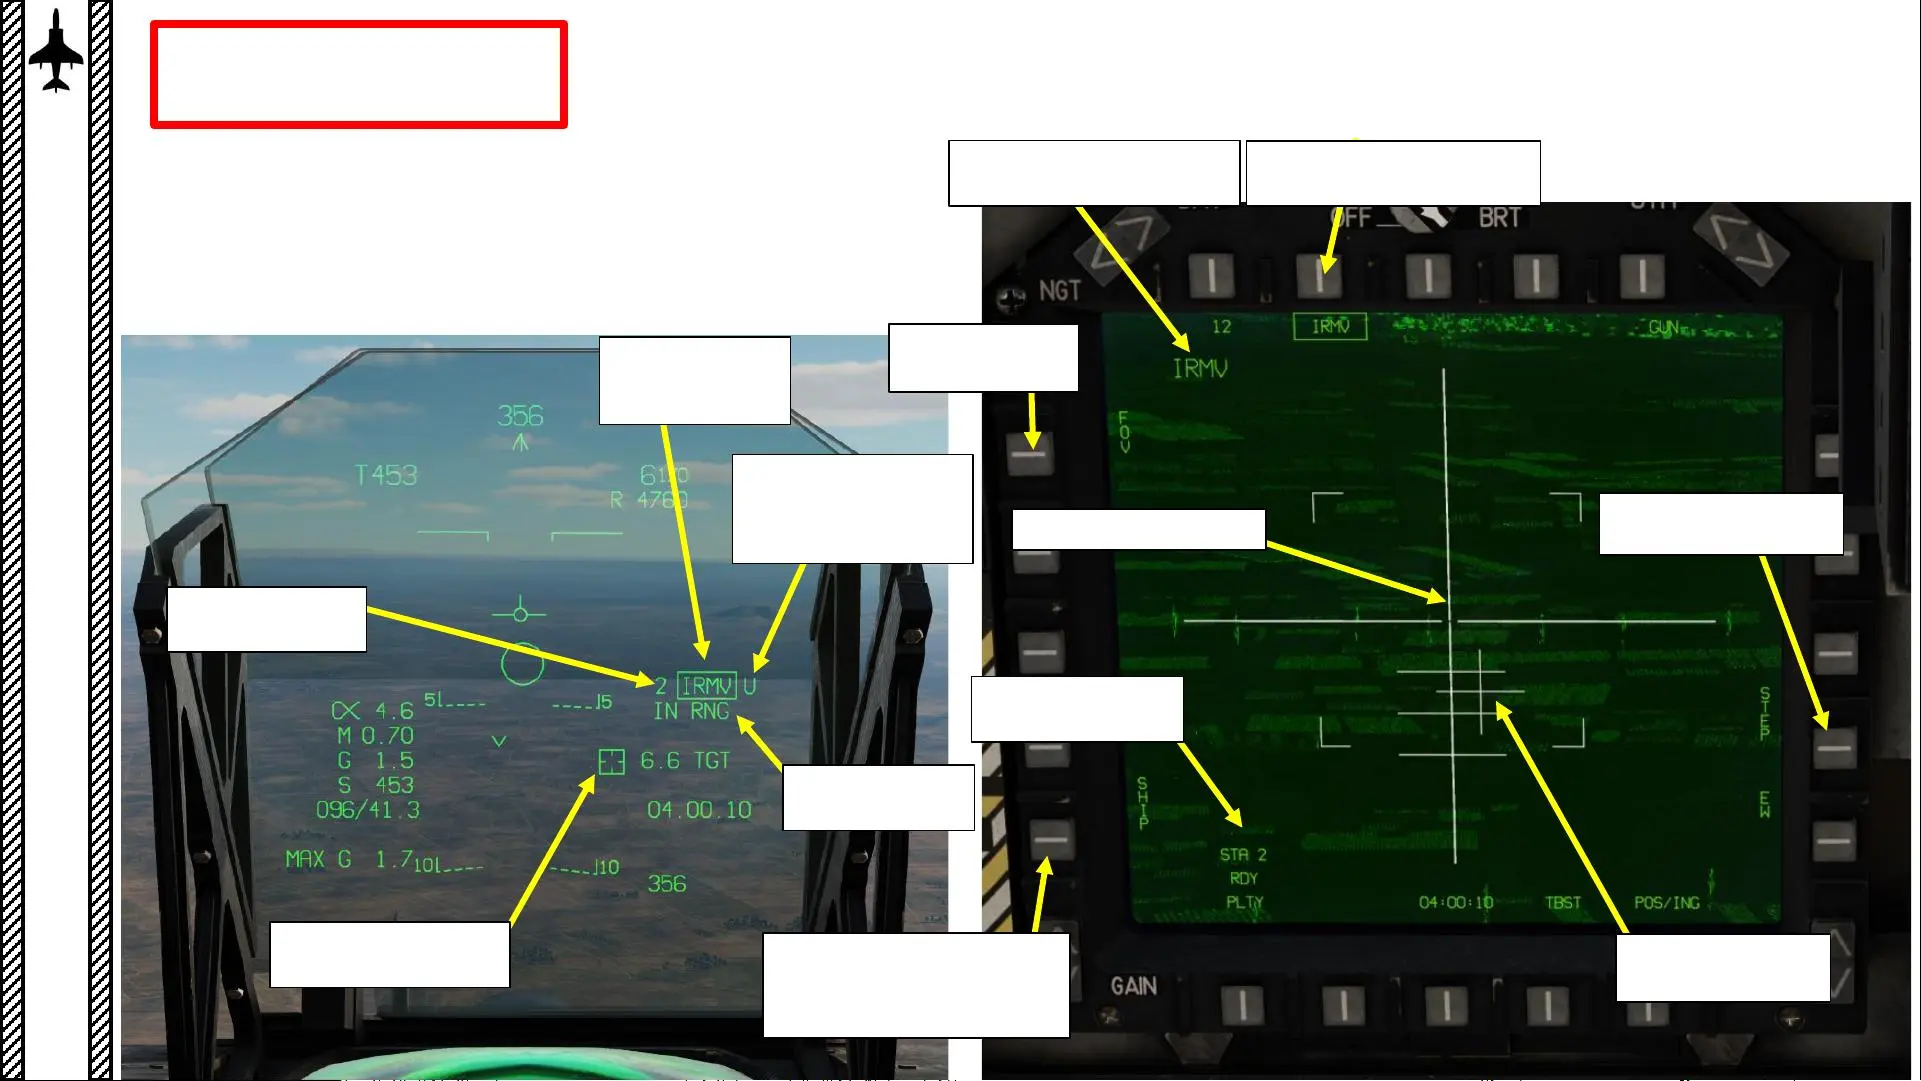 356
T453
R 4760
2 IRMV U
IN RNG
5
5
α 4.6
M 0.70
G 1.5
S 453
096/41.3
6.6 TGT
04.00.10
MAX G 1.7
10
10
356
OFF
BRT
NGT
12
IRMV
GUN
IRMV
FOV
STEP
SHIP
EW
STA 2
RDY
PLTY
04:00:10
TBST
POS/ING
GAIN